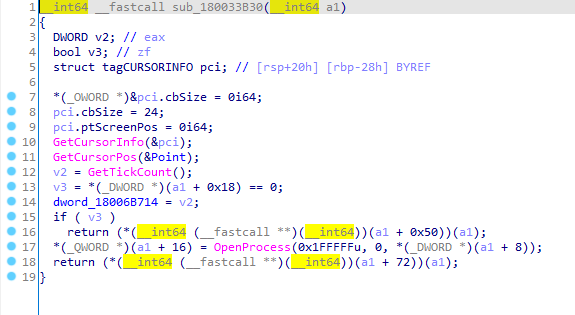 1 __int64 __fastcall sub_180033B30(__int64 a1)
2 {
3 DWORD v2; // eax
4 bool v3; // zf
5 struct tagCURSORINFO pci; // [rsp+20h] [rbp-28h] BYREF
6
7 *(_OWORD *)&pci.cbSize = 0i64;
8 pci.cbSize = 24;
9 pci.ptScreenPos = 0i64;
10 GetCursorInfo(&pci);
11 GetCursorPos(&Point);
12 v2 = GetTickCount();
13 v3 = *(_DWORD *)(a1 + 0x18) == 0;
14 dword_18006B714 = v2;
15 if ( v3 )
16 return (*(__int64 (__fastcall **)(__int64))(a1 + 0x50))(a1);
17 *(_QWORD *)(a1 + 16) = OpenProcess(0x1FFFFFu, 0, *(_DWORD *)(a1 + 8));
18 return (*(__int64 (__fastcall **)(__int64))(a1 + 72))(a1);
19 }